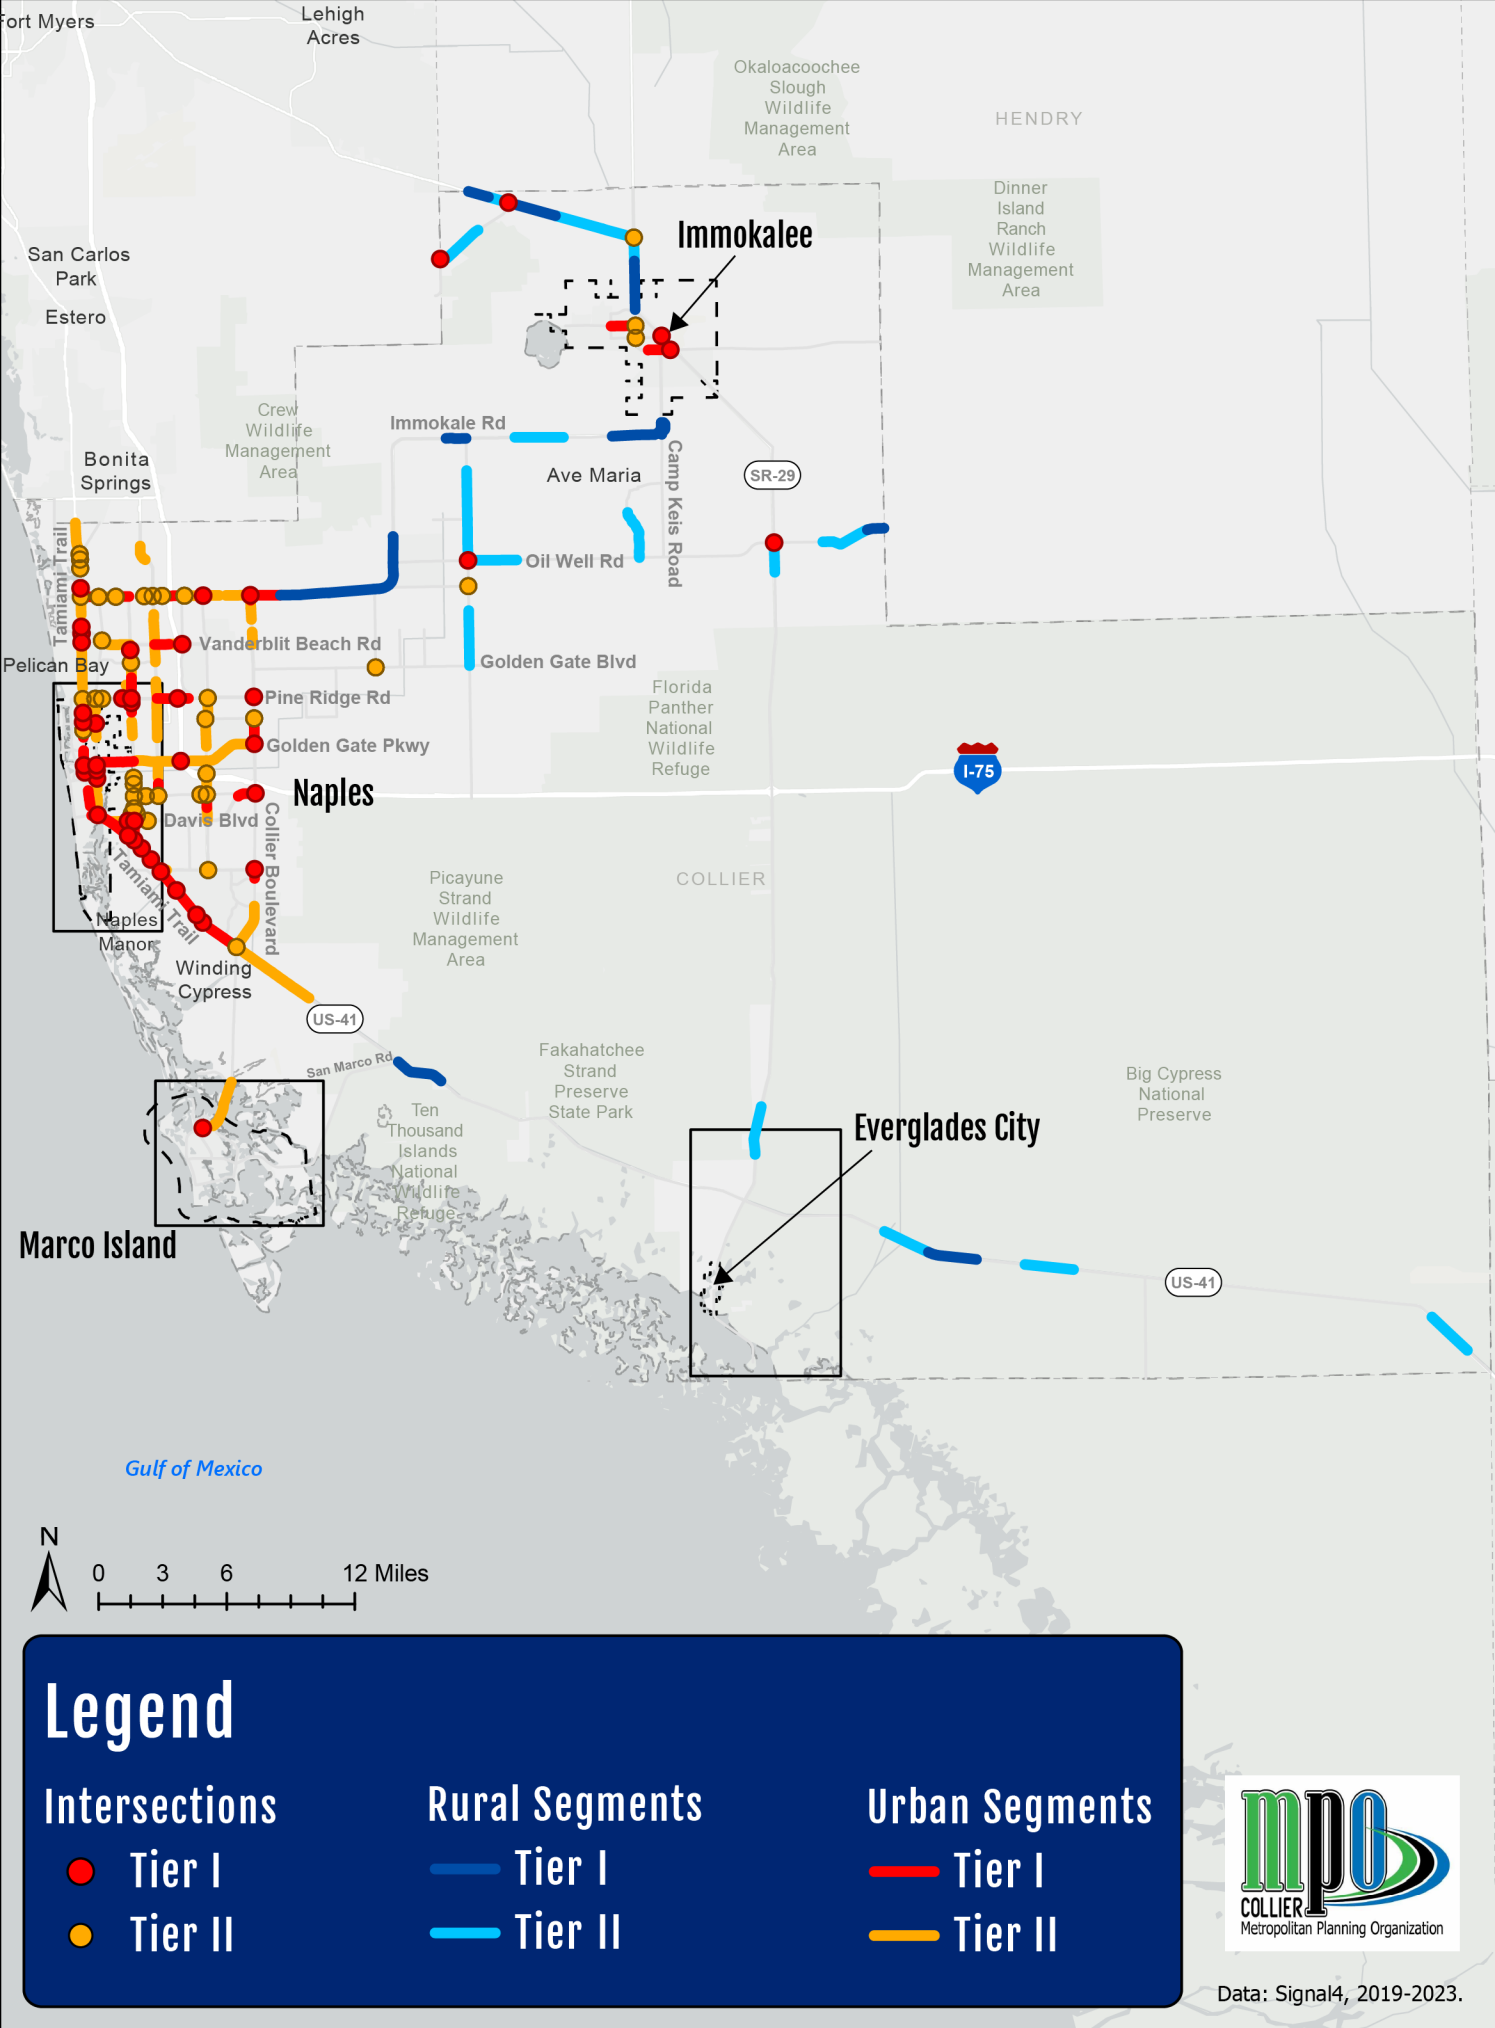 Fort Myers
Lehigh
Acres
Okaloacoochee
Slough
Wildlife
Management
Area
HENDRY
Dinner
Island
Ranch
Wildlife
Management
Area
Immokalee
San Carlos
Park
Estero
Crew
Wildlife
Management
Area
Immokale Rd
Bonita
Springs
Ave Maria
Camp Keis Road
SR-29
Tamiami Trail
Oil Well Rd
Vanderblit Beach Rd
Golden Gate Blvd
Pelican Bay
Pine Ridge Rd
Florida
Panther
National
Wildlife
Refuge
Golden Gate Pkwy
I-75
Naples
Davis Blvd
Collier Boulevard
Tamiami Trail
COLLIER
Picayune
Strand
Wildlife
Management
Area
Naples
Manor
Winding
Cypress
US-41
San Marco Rd
Fakahatchee
Strand
Preserve
State Park
Big Cypress
National
Preserve
Ten
Thousand
Islands
National
Wildlife
Refuge
Everglades City
Marco Island
US-41
Gulf of Mexico
N
0 3 6 12 Miles
Legend
Intersections
Tier I
Tier II
Rural Segments
Tier I
Tier II
Urban Segments
Tier I
Tier II
mpo
COLLIER
Metropolitan Planning Organization
Data: Signal4, 2019-2023.